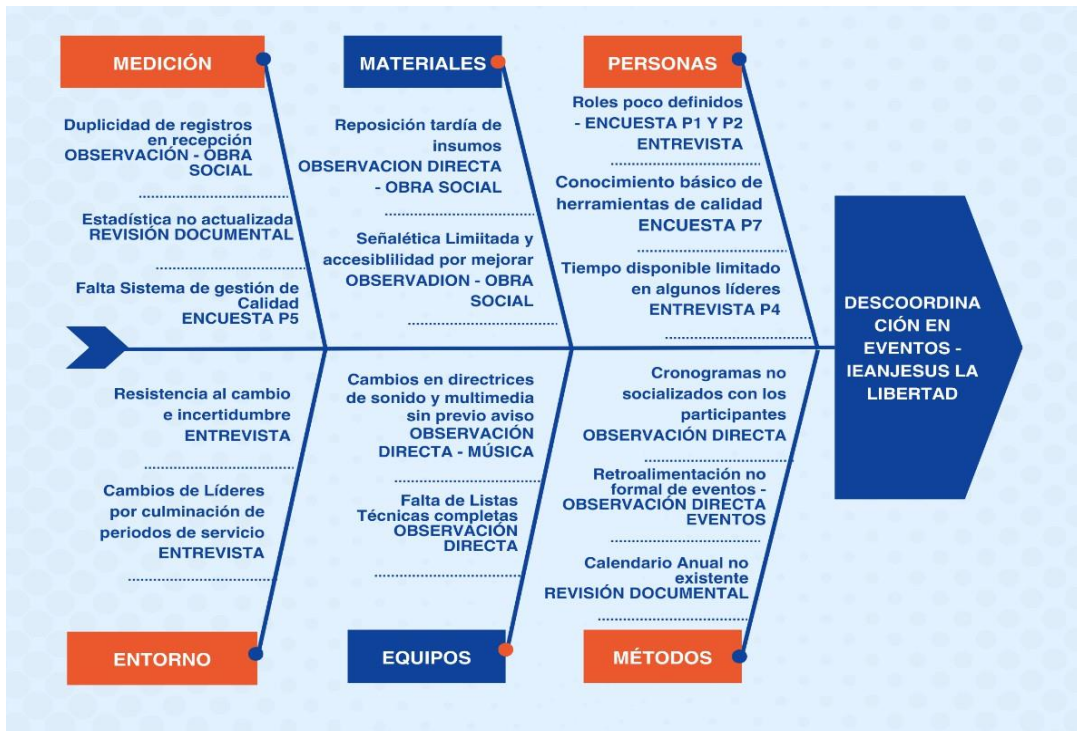 MEDICIÓN
Duplicidad de registros
en recepción
OBSERVACIÓN - OBRA
SOCIAL
Estadística no actualizada
REVISIÓN DOCUMENTAL
Falta Sistema de gestión de
Calidad
ENCUESTA P5
MATERIALES
Reposición tardía de
insumos
OBSERVACION DIRECTA
- OBRA SOCIAL
Señalética Limiitada y
accesiblilidad por mejorar
OBSERVADION - OBRA
SOCIAL
PERSONAS
Roles poco definidos
- ENCUESTA P1 Y P2
ENTREVISTA
Conocimiento básico de
herramientas de calidad
ENCUESTA P7
Tiempo disponible limitado
en algunos líderes
ENTREVISTA P4
DESCOORDINA
CIÓN EN
EVENTOS -
IEANJESUS LA
LIBERTAD
Resistencia al cambio
e incertidumbre
ENTREVISTA
Cambios de Líderes
por culminación de
periodos de servicio
ENTREVISTA
ENTORNO
Cambios en directrices
de sonido y multimedia
sin previo aviso
OBSERVACIÓN
DIRECTA - MÚSICA
Falta de Listas
Técnicas completas
OBSERVACIÓN
DIRECTA
EQUIPOS
Cronogramas no
socializados con los
participantes
OBSERVACIÓN DIRECTA
Retroalimentación no
formal de eventos -
OBSERVACIÓN DIRECTA
EVENTOS
Calendario Anual no
existente
REVISIÓN DOCUMENTAL
MÉTODOS